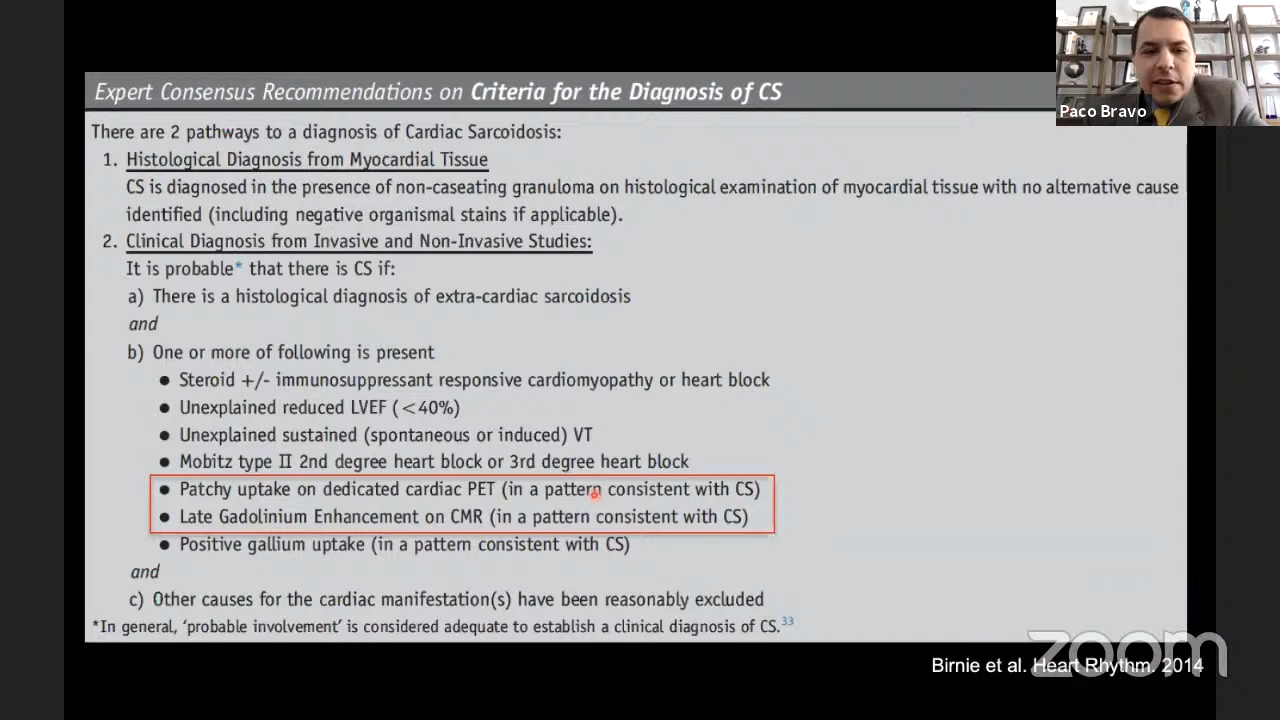 Paco Bravo
Expert Consensus Recommendations on Criteria for the Diagnosis of CS
There are 2 pathways to a diagnosis of Cardiac Sarcoidosis:
1. Histological Diagnosis from Myocardial Tissue
CS is diagnosed in the presence of non-caseating granuloma on histological examination of myocardial tissue with no alternative cause
identified (including negative organismal stains if applicable).
2. Clinical Diagnosis from Invasive and Non-Invasive Studies:
It is probable* that there is CS if:
a) There is a histological diagnosis of extra-cardiac sarcoidosis
and
b) One or more of following is present
● Steroid +/- immunosuppressant responsive cardiomyopathy or heart block
● Unexplained reduced LVEF (<40%)
● Unexplained sustained (spontaneous or induced) VT
● Mobitz type II 2nd degree heart block or 3rd degree heart block
● Patchy uptake on dedicated cardiac PET (in a pattern consistent with CS)
● Late Gadolinium Enhancement on CMR (in a pattern consistent with CS)
● Positive gallium uptake (in a pattern consistent with CS)
and
c) Other causes for the cardiac manifestation(s) have been reasonably excluded
*In general, 'probable involvement' is considered adequate to establish a clinical diagnosis of CS.33
Birnie et al. Heart Rhythm. 2014
zoom